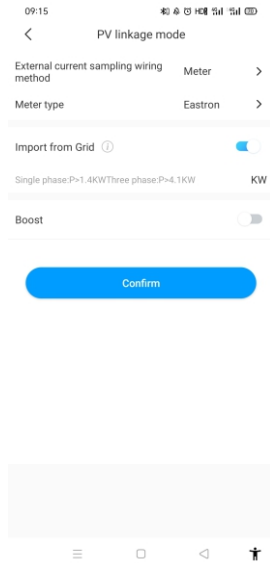 09:15
PV linkage mode
External current sampling wiring
method
Meter
Meter type
Eastron
Import from Grid
Single phase:P>1.4KWThree phase:P>4.1KW
KW
Boost
Confirm